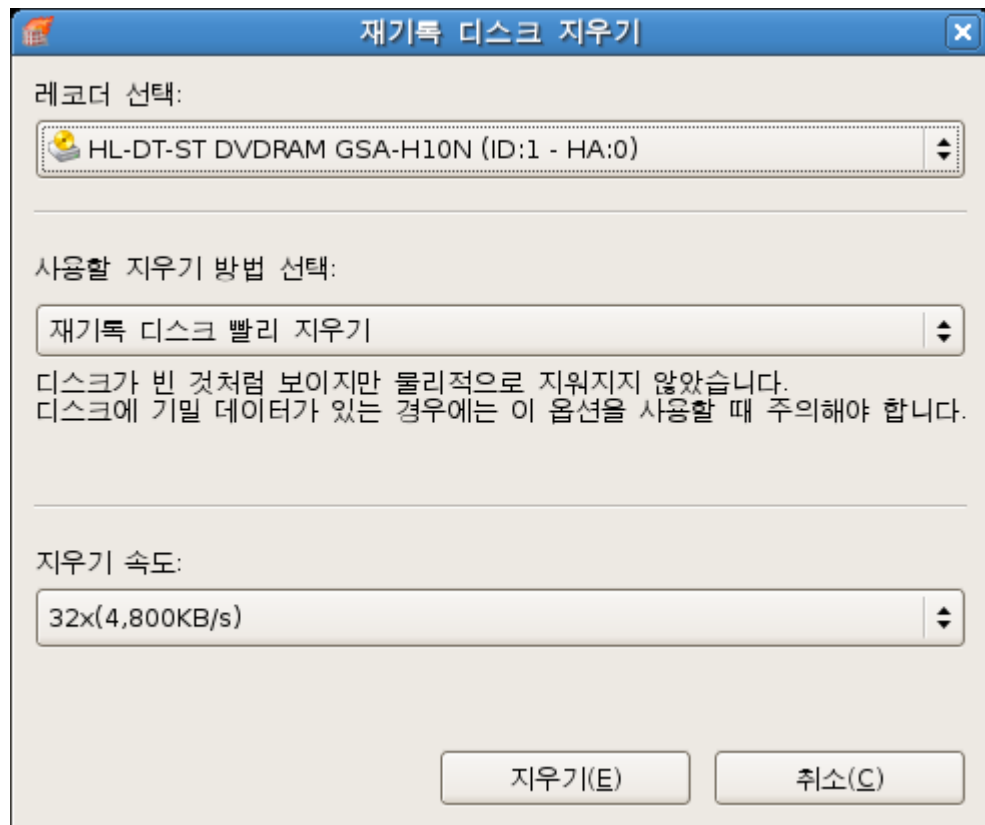 재기록 디스크 지우기
레코더 선택:
HL-DT-ST DVDRAM GSA-H10N (ID:1 - HA:0)
사용할 지우기 방법 선택:
재기록 디스크 빨리 지우기
디스크가 빈 것처럼 보이지만 물리적으로 지워지지 않았습니다.
디스크에 기밀 데이터가 있는 경우에는 이 옵션을 사용할 때 주의해야 합니다.
지우기 속도:
32x(4,800KB/s)
지우기(E) 취소(C)